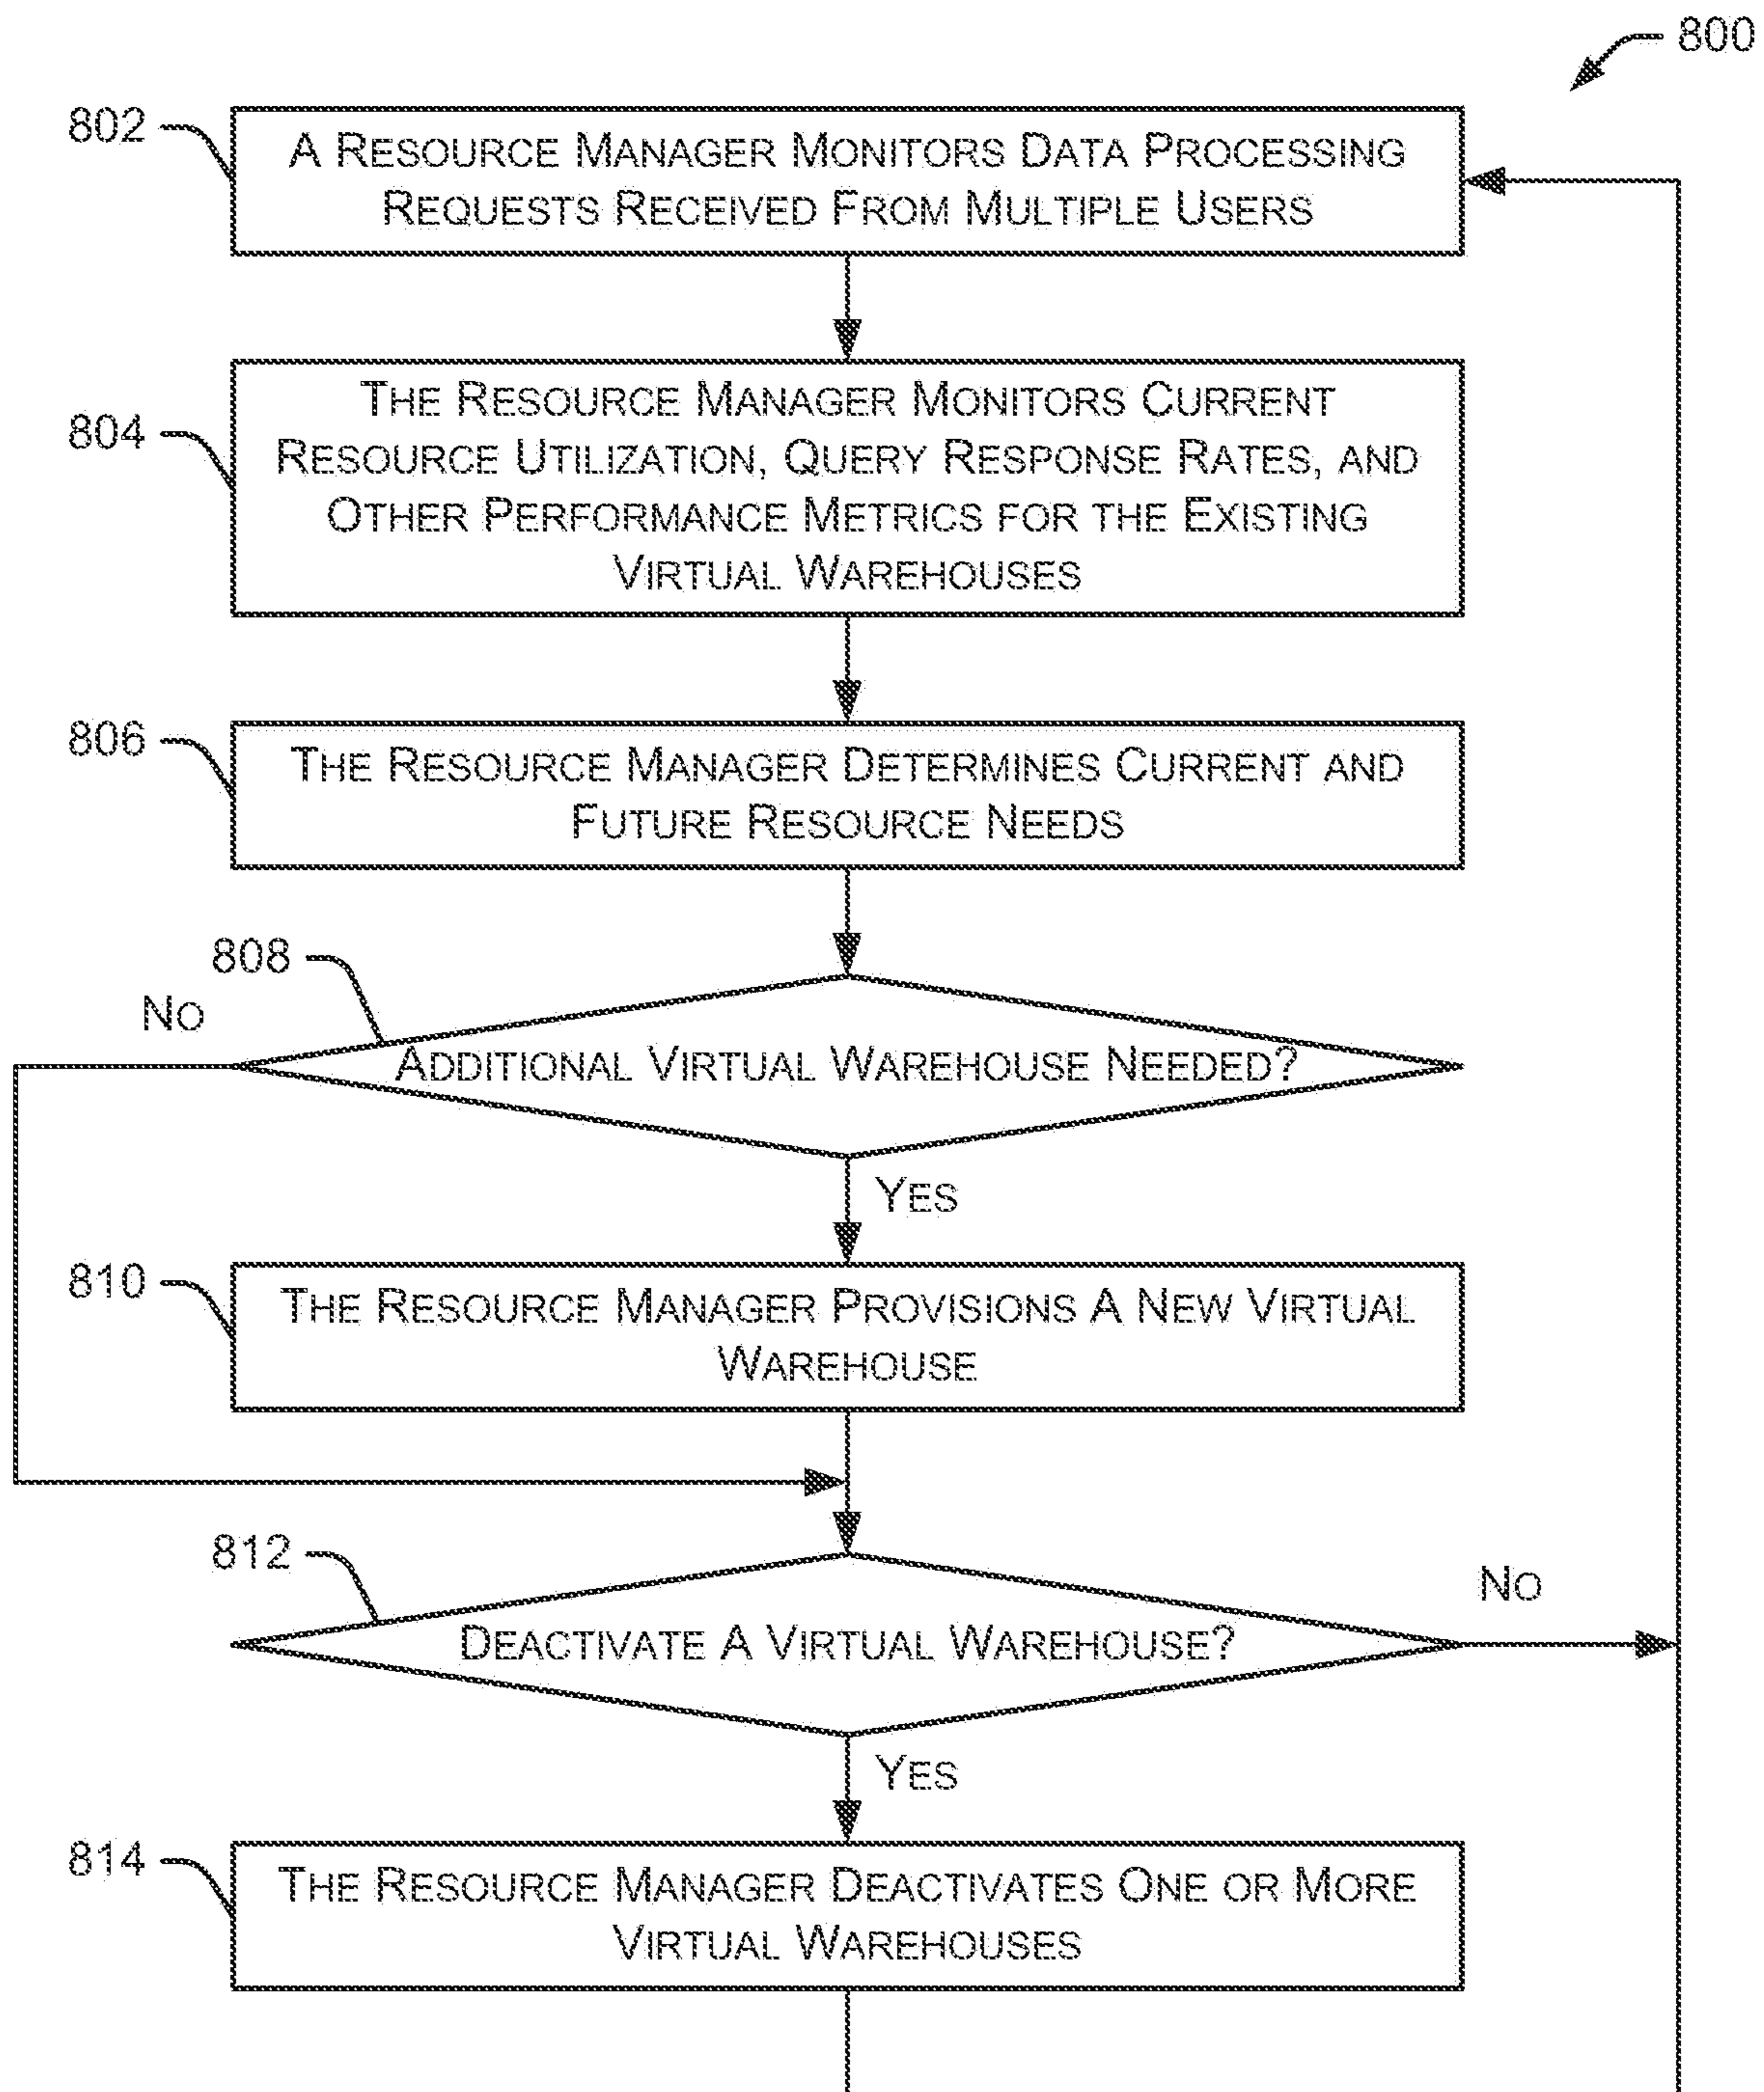 800
802
A RESOURCE MANAGER MONITORS DATA PROCESSING
REQUESTS RECEIVED FROM MULTIPLE USERS
804
THE RESOURCE MANAGER MONITORS CURRENT
RESOURCE UTILIZATION, QUERY RESPONSE RATES, AND
OTHER PERFORMANCE METRICS FOR THE EXISTING
VIRTUAL WAREHOUSES
806
THE RESOURCE MANAGER DETERMINES CURRENT AND
FUTURE RESOURCE NEEDS
808
NO
ADDITIONAL VIRTUAL WAREHOUSE NEEDED?
YES
810
THE RESOURCE MANAGER PROVISIONS A NEW VIRTUAL
WAREHOUSE
812
NO
DEACTIVATE A VIRTUAL WAREHOUSE?
YES
814
THE RESOURCE MANAGER DEACTIVATES ONE OR MORE
VIRTUAL WAREHOUSES